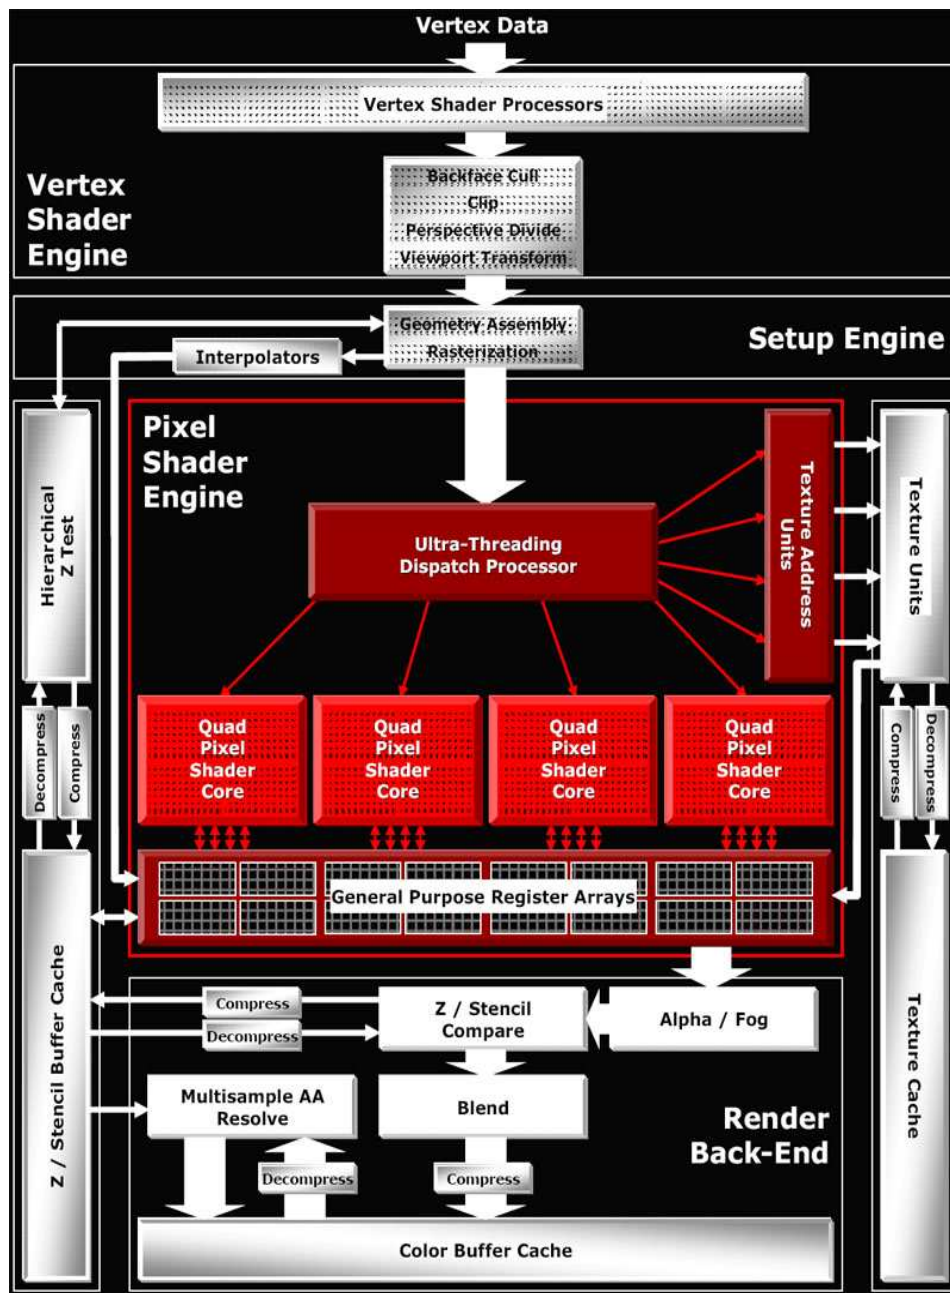 Vertex Data
Vertex Shader Processors
Vertex
Shader
Engine
Backface Cull
Clip
Perspective Divide
Viewport Transform
Geometry Assembly
Rasterization
Setup Engine
Interpolators
Hierarchical
Z Test
Pixel
Shader
Engine
Ultra-Threading
Dispatch Processor
Texture Address
Units
Texture Units
Decompress
Compress
Quad
Pixel
Shader
Core
Quad
Pixel
Shader
Core
Quad
Pixel
Shader
Core
Quad
Pixel
Shader
Core
Compress
Decompress
General Purpose Register Arrays
Z / Stencil Buffer Cache
Compress
Decompress
Z / Stencil
Compare
Alpha / Fog
Texture Cache
Multisample AA
Resolve
Blend
Render
Back-End
Decompress
Compress
Color Buffer Cache